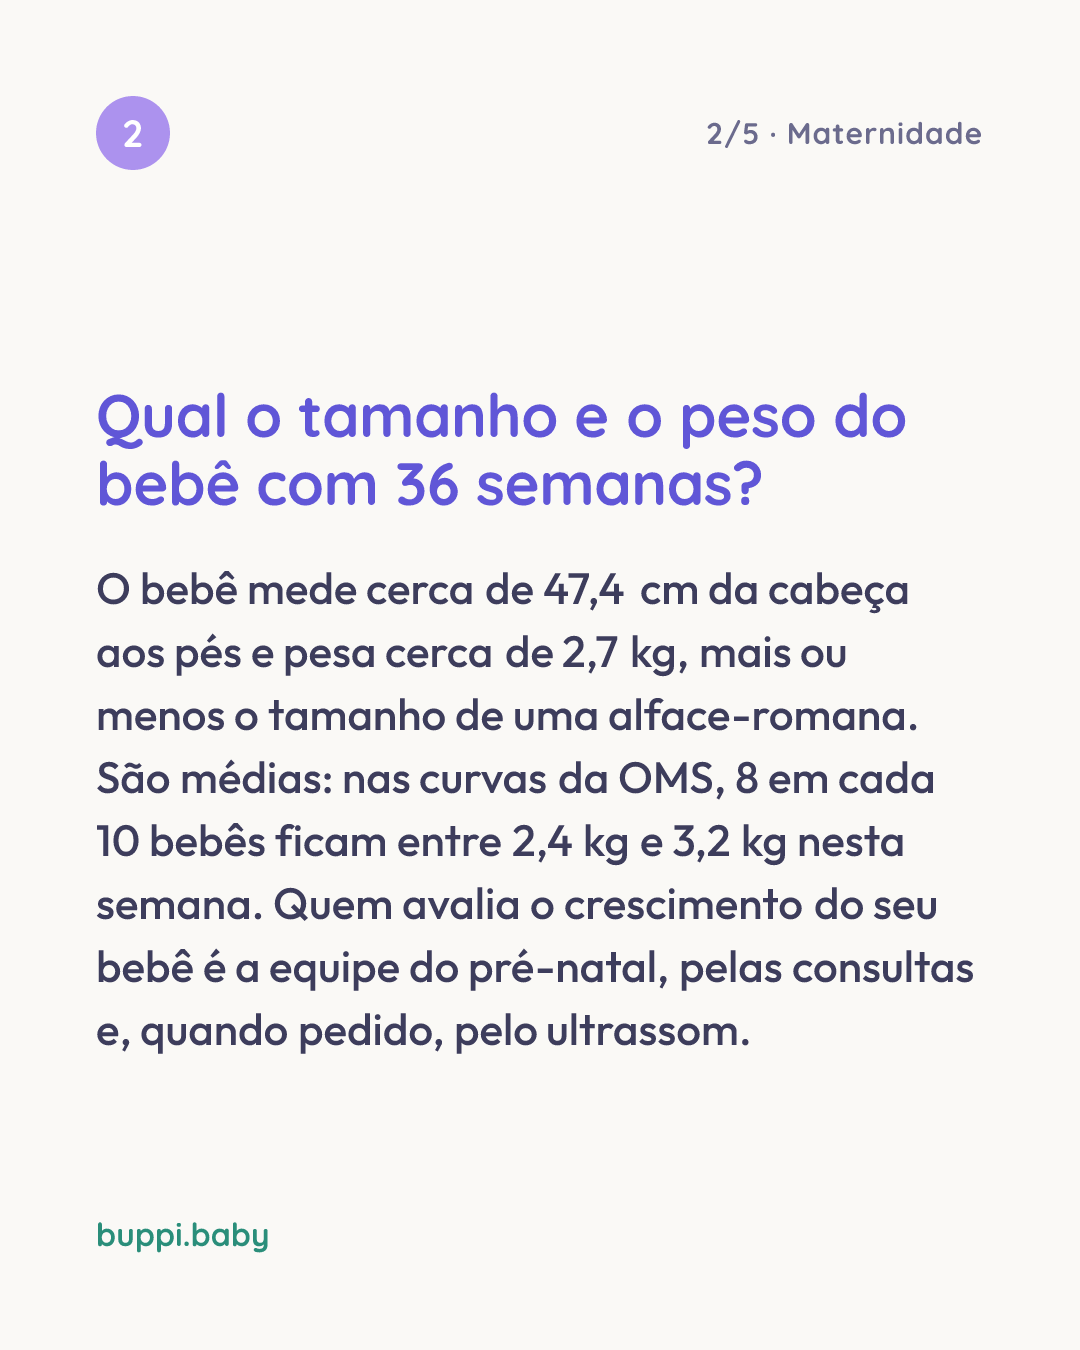 2
2/5 · Maternidade
Qual o tamanho e o peso do
bebê com 36 semanas?
O bebê mede cerca de 47,4 cm da cabeça
aos pés e pesa cerca de 2,7 kg, mais ou
menos o tamanho de uma alface-romana.
São médias: nas curvas da OMS, 8 em cada
10 bebês ficam entre 2,4 kg e 3,2 kg nesta
semana. Quem avalia o crescimento do seu
bebê é a equipe do pré-natal, pelas consultas
e, quando pedido, pelo ultrassom.
buppi.baby